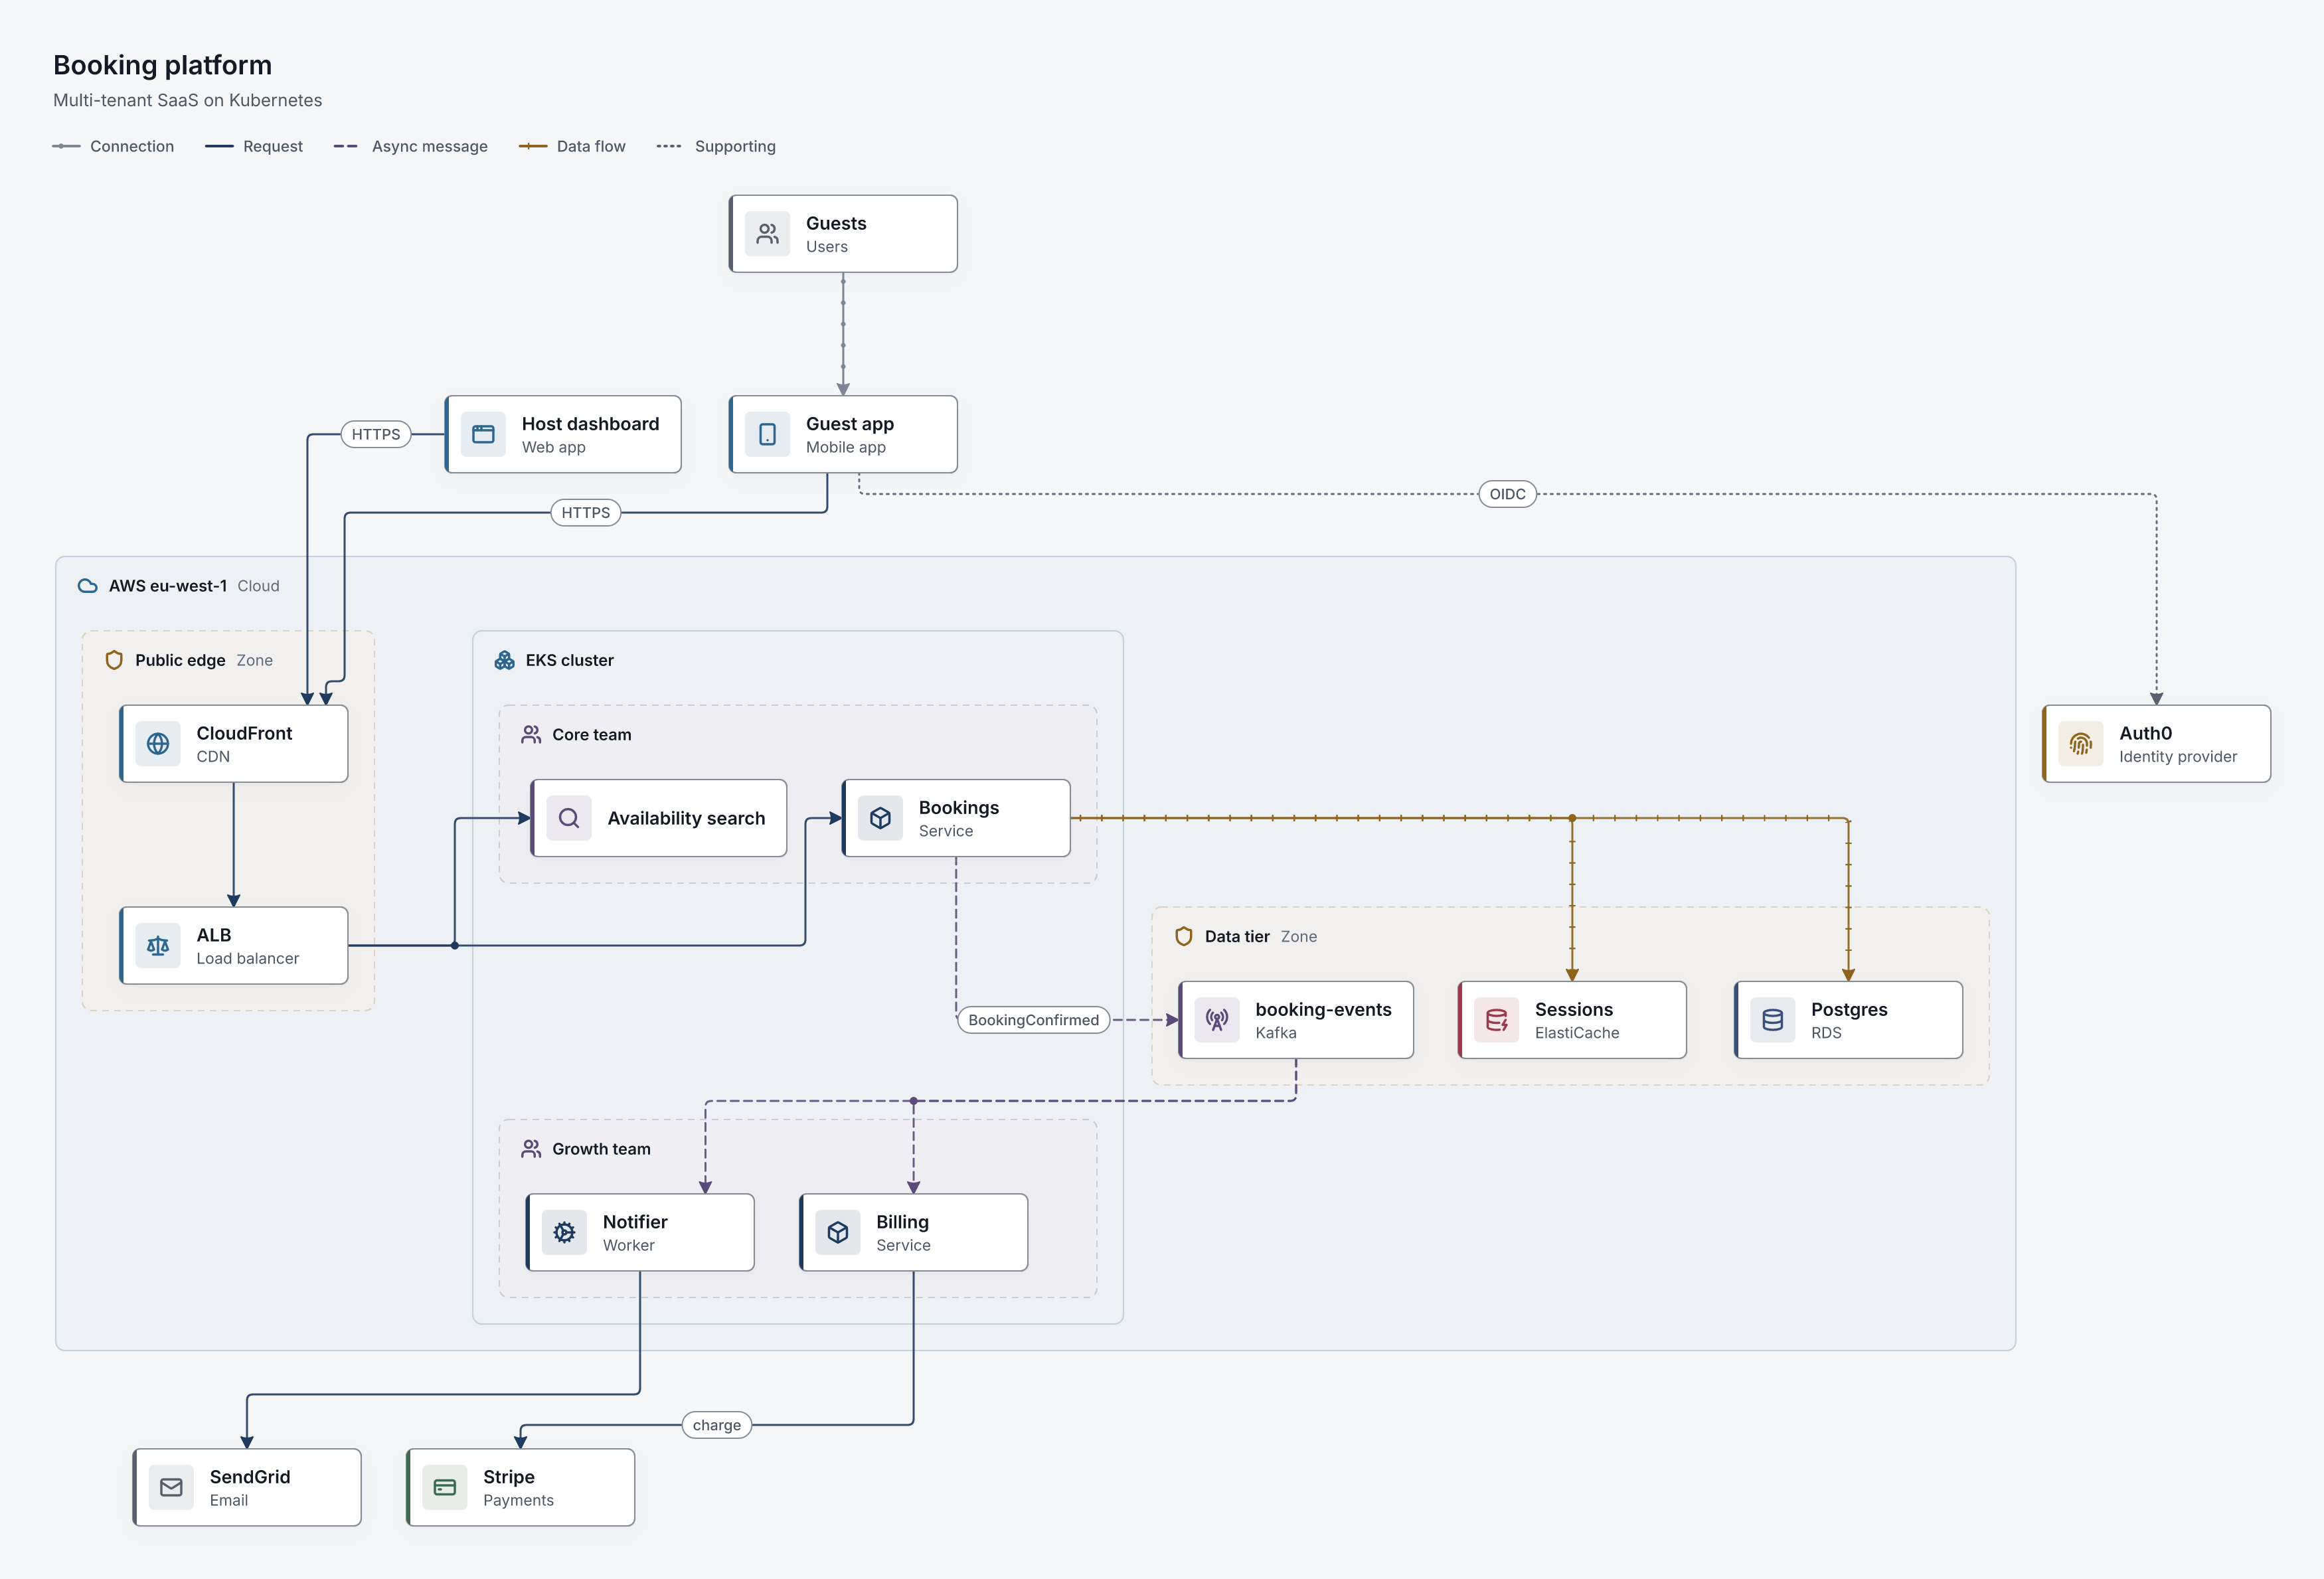 Booking platform
Multi-tenant SaaS on Kubernetes
Connection
Request
Async message
Data flow
Supporting
Guests
Users
Host dashboard
Web app
Guest app
Mobile app
HTTPS
HTTPS
OIDC
AWS eu-west-1 Cloud
Public edge Zone
EKS cluster
CloudFront
CDN
Core team
Auth0
Identity provider
Availability search
Bookings
Service
ALB
Load balancer
Data tier Zone
BookingConfirmed
booking-events
Kafka
Sessions
ElastiCache
Postgres
RDS
Growth team
Notifier
Worker
Billing
Service
charge
SendGrid
Email
Stripe
Payments